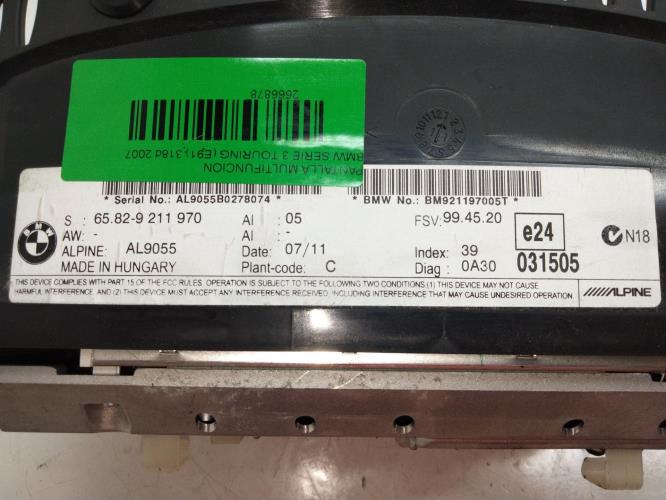 2666878
PANTALLA MULTIFUNCION
BMW SERIE 3 TOURING (E91) 318d 2007
* Serial No.: AL9055B0278074 *
* BMW No.: BM921197005T *
BMW
S : 65.82-9 211 970
AI : 05
FSV: 99.45.20
e24
N18
AW: -
AI : -
ALPINE: AL9055
Date: 07/11
Index: 39
031505
MADE IN HUNGARY
Plant-code: C
Diag : 0A30
THIS DEVICE COMPLIES WITH PART 15 OF THE FCC RULES. OPERATION IS SUBJECT TO THE FOLLOWING TWO CONDITIONS.(1) THIS DEVICE MAY NOT CAUSE
HARMFUL INTERFERENCE, AND (2) THIS DEVICE MUST ACCEPT ANY INTERFERENCE RECEIVED, INCLUDING INTERFERENCE THAT MAY CAUSE UNDESIRED OPERATION.
ALPINE